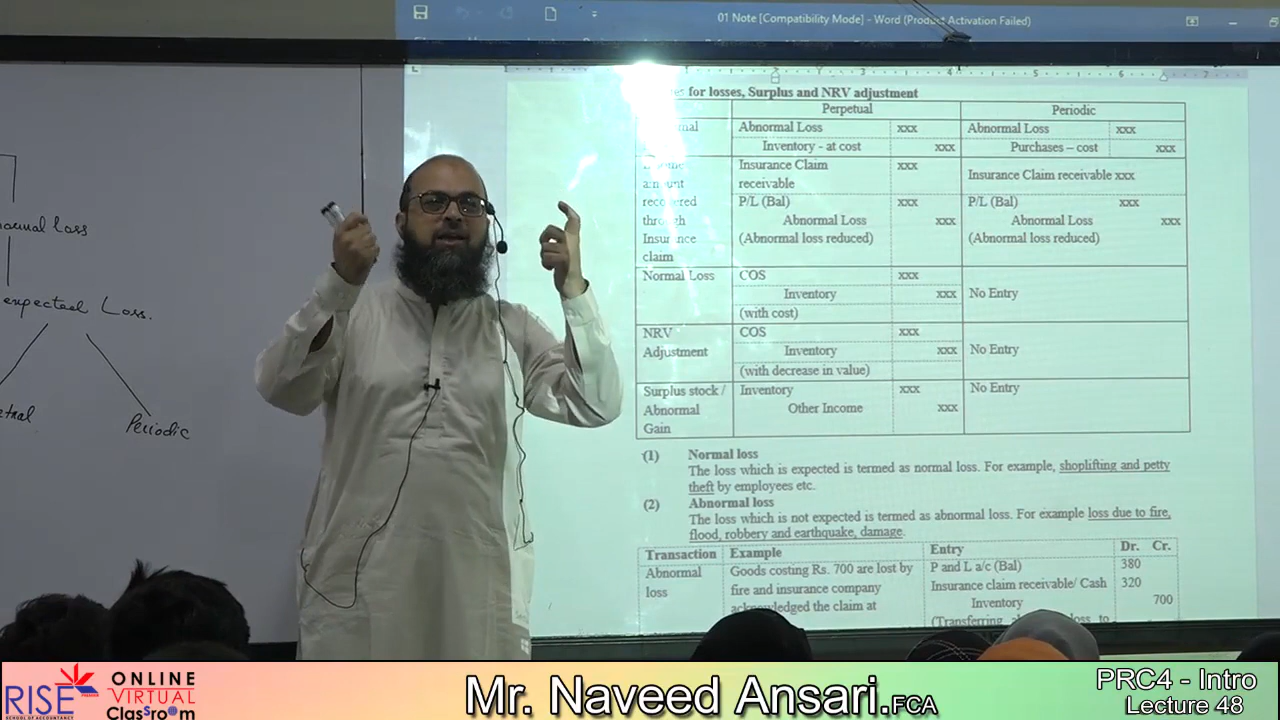 01 Note [Compatibility Mode] - Word (Product Activation Failed)
for losses, Surplus and NRV adjustment
Perpetual Periodic
Abnormal Loss xxx Abnormal Loss xxx
Inventory - at cost xxx Purchases – cost xxx
Insurance Claim receivable xxx Insurance Claim receivable xxx
amount
recovered P/L (Bal) xxx P/L (Bal) xxx
through Abnormal Loss xxx Abnormal Loss xxx
Insurance (Abnormal loss reduced) (Abnormal loss reduced)
claim
Normal Loss COS xxx
Inventory xxx No Entry
(with cost)
NRV COS xxx
Adjustment Inventory xxx No Entry
(with decrease in value)
Surplus stock / Inventory xxx No Entry
Abnormal Other Income xxx
Gain
(1) Normal loss
The loss which is expected is termed as normal loss. For example, shoplifting and petty
theft by employees etc.
(2) Abnormal loss
The loss which is not expected is termed as abnormal loss. For example loss due to fire,
flood, robbery and earthquake, damage.
Transaction Example Entry Dr. Cr.
Abnormal Goods costing Rs. 700 are lost by P and L a/c (Bal) 380
loss fire and insurance company Insurance claim receivable/ Cash 320
acknowledged the claim at Inventory 700
(Transferring loss to
Loss
expected Loss.
Periodic
RISE
PREMIER
SCHOOL OF ACCOUNTANCY
ONLINE
VIRTUAL
ClassrOom
Mr. Naveed Ansari.FCA
PRC4 - Intro
Lecture 48